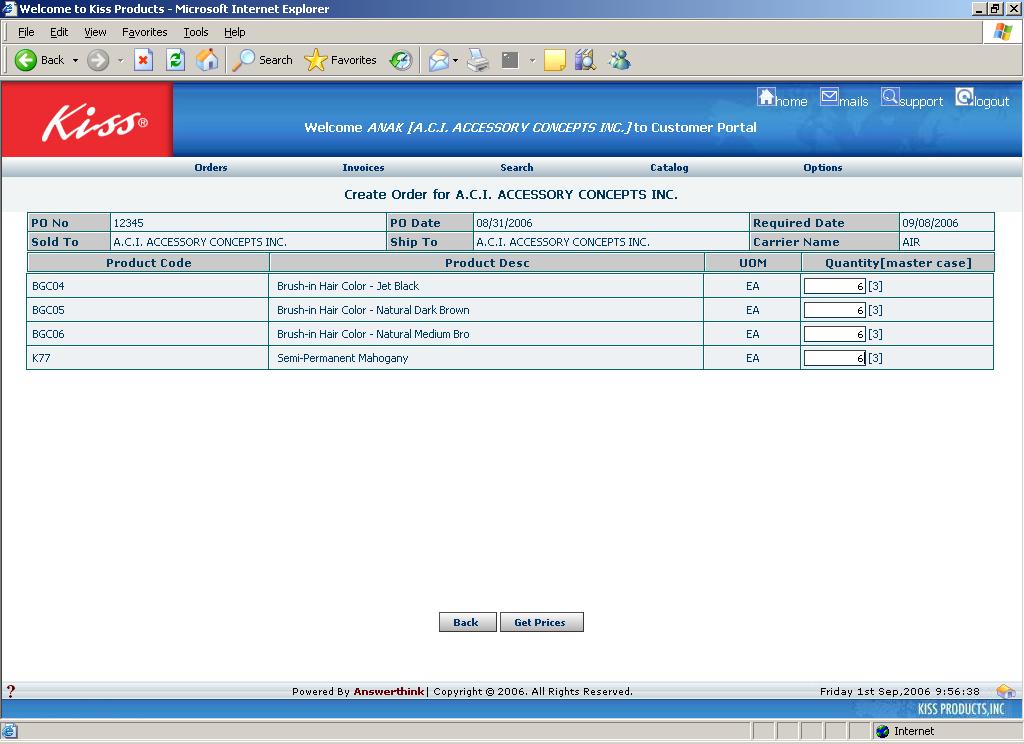 Welcome to Kiss Products - Microsoft Internet Explorer
File Edit View Favorites Tools Help
Back Search Favorites
Kiss® home mails support logout
Welcome ANAK [A.C.I. ACCESSORY CONCEPTS INC.] to Customer Portal
Orders Invoices Search Catalog Options
Create Order for A.C.I. ACCESSORY CONCEPTS INC.
PO No 12345 PO Date 08/31/2006 Required Date 09/08/2006
Sold To A.C.I. ACCESSORY CONCEPTS INC. Ship To A.C.I. ACCESSORY CONCEPTS INC. Carrier Name AIR
Product Code Product Desc UOM Quantity[master case]
BGC04 Brush-in Hair Color - Jet Black EA 6 [3]
BGC05 Brush-in Hair Color - Natural Dark Brown EA 6 [3]
BGC06 Brush-in Hair Color - Natural Medium Bro EA 6 [3]
K77 Semi-Permanent Mahogany EA 6 [3]
Back Get Prices
? Powered By Answerthink| Copyright © 2006. All Rights Reserved. Friday 1st Sep,2006 9:56:38
KISS PRODUCTS,INC
Internet